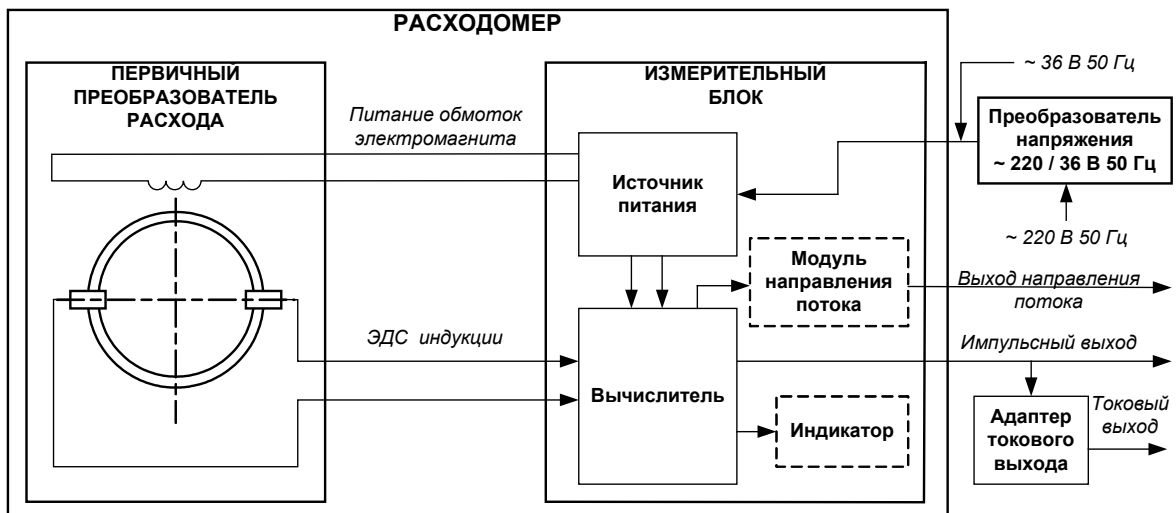 РАСХОДОМЕР
ПЕРВИЧНЫЙ
ПРЕОБРАЗОВАТЕЛЬ
РАСХОДА
Питание обмоток
электромагнита
ИЗМЕРИТЕЛЬНЫЙ
БЛОК
~ 36 В 50 Гц
Преобразователь
напряжения
~ 220 / 36 В 50 Гц
~ 220 В 50 Гц
Источник
питания
Модуль
направления
потока
Выход направления
потока
ЭДС индукции
Вычислитель
Импульсный выход
Индикатор
Адаптер
токового
выхода
Токовый
выход